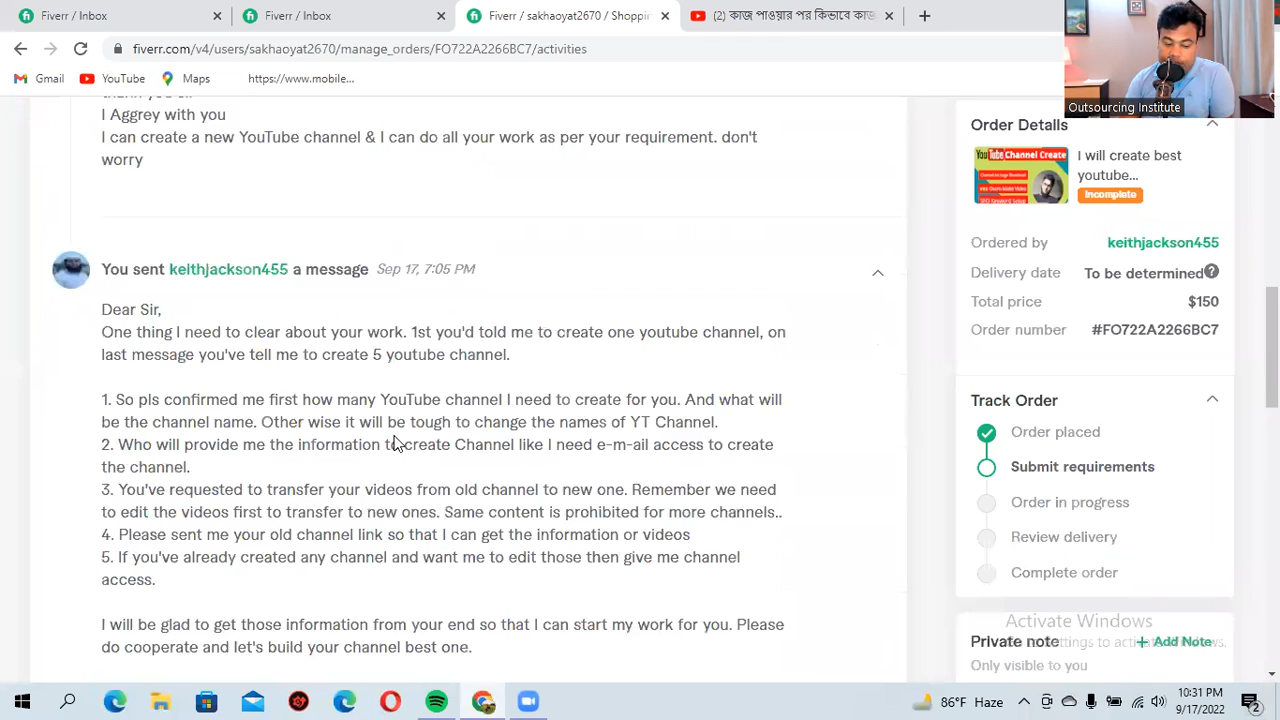 Fiverr / Inbox
Fiverr / Inbox
Fiverr / sakhaoyat2670 / Shoppin
(2) কাজ পাওয়ার পর কিভাবে কাজ
fiverr.com/v4/users/sakhaoyat2670/manage_orders/FO722A2266BC7/activities
Gmail
YouTube
Maps
https://www.mobile...
Outsourcing Institute
I Aggrey with you
I can create a new YouTube channel & I can do all your work as per your requirement. don't
worry
You sent keithjackson455 a message Sep 17, 7:05 PM
Dear Sir,
One thing I need to clear about your work. 1st you'd told me to create one youtube channel, on
last message you've tell me to create 5 youtube channel.
1. So pls confirmed me first how many YouTube channel I need to create for you. And what will
be the channel name. Other wise it will be tough to change the names of YT Channel.
2. Who will provide me the information to create Channel like I need e-m-ail access to create
the channel.
3. You've requested to transfer your videos from old channel to new one. Remember we need
to edit the videos first to transfer to new ones. Same content is prohibited for more channels..
4. Please sent me your old channel link so that I can get the information or videos
5. If you've already created any channel and want me to edit those then give me channel
access.
I will be glad to get those information from your end so that I can start my work for you. Please
do cooperate and let's build your channel best one.
Order Details
YouTube Channel Create
I will create best
youtube...
Incomplete
Ordered by keithjackson455
Delivery date To be determined
Total price $150
Order number #FO722A2266BC7
Track Order
Order placed
Submit requirements
Order in progress
Review delivery
Complete order
Activate Windows
Private note + Add Note
Only visible to you
86°F Haze
10:31 PM
9/17/2022
2